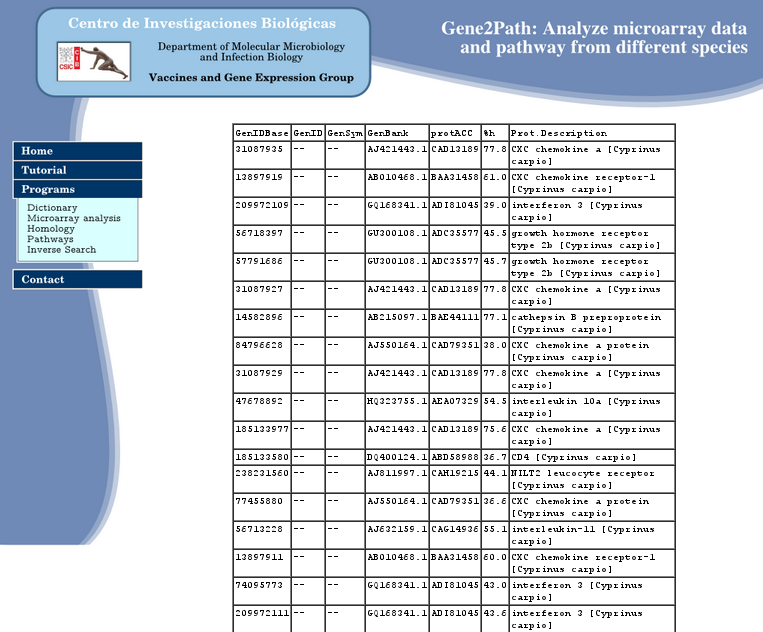 Centro de Investigaciones Biológicas
CSIC
CIB
Department of Molecular Microbiology
and Infection Biology
Vaccines and Gene Expression Group
Gene2Path: Analyze microarray data
and pathway from different species
Home
Tutorial
Programs
Dictionary
Microarray analysis
Homology
Pathways
Inverse Search
Contact
GenIDBase GenID GenSym GenBank protACC %h Prot.Description
31087935 -- -- AJ421443.1 CAD13189 77.8 CXC chemokine a [Cyprinus
carpio]
13897919 -- -- AB010468.1 BAA31458 61.0 CXC chemokine receptor-1
[Cyprinus carpio]
209972109 -- -- GQ168341.1 ADI81045 39.0 interferon 3 [Cyprinus
carpio]
56718397 -- -- GU300108.1 ADC35577 45.5 growth hormone receptor
type 2b [Cyprinus carpio]
57791686 -- -- GU300108.1 ADC35577 45.7 growth hormone receptor
type 2b [Cyprinus carpio]
31087927 -- -- AJ421443.1 CAD13189 77.8 CXC chemokine a [Cyprinus
carpio]
14582896 -- -- AB215097.1 BAE44111 77.1 cathepsin B preproprotein
[Cyprinus carpio]
84796628 -- -- AJ550164.1 CAD79351 38.0 CXC chemokine a protein
[Cyprinus carpio]
31087929 -- -- AJ421443.1 CAD13189 77.8 CXC chemokine a [Cyprinus
carpio]
47678892 -- -- HQ323755.1 AEA07329 54.5 interleukin 10a [Cyprinus
carpio]
185133977 -- -- AJ421443.1 CAD13189 75.6 CXC chemokine a [Cyprinus
carpio]
185133580 -- -- DQ400124.1 ABD58988 36.7 CD4 [Cyprinus carpio]
238231560 -- -- AJ811997.1 CAH19215 44.1 NILT2 leucocyte receptor
[Cyprinus carpio]
77455880 -- -- AJ550164.1 CAD79351 36.6 CXC chemokine a protein
[Cyprinus carpio]
56713228 -- -- AJ632159.1 CAG14936 55.1 interleukin-11 [Cyprinus
carpio]
13897911 -- -- AB010468.1 BAA31458 60.0 CXC chemokine receptor-1
[Cyprinus carpio]
74095773 -- -- GQ168341.1 ADI81045 43.0 interferon 3 [Cyprinus
carpio]
209972111 -- -- GQ168341.1 ADI81045 43.6 interferon 3 [Cyprinus
carpio]